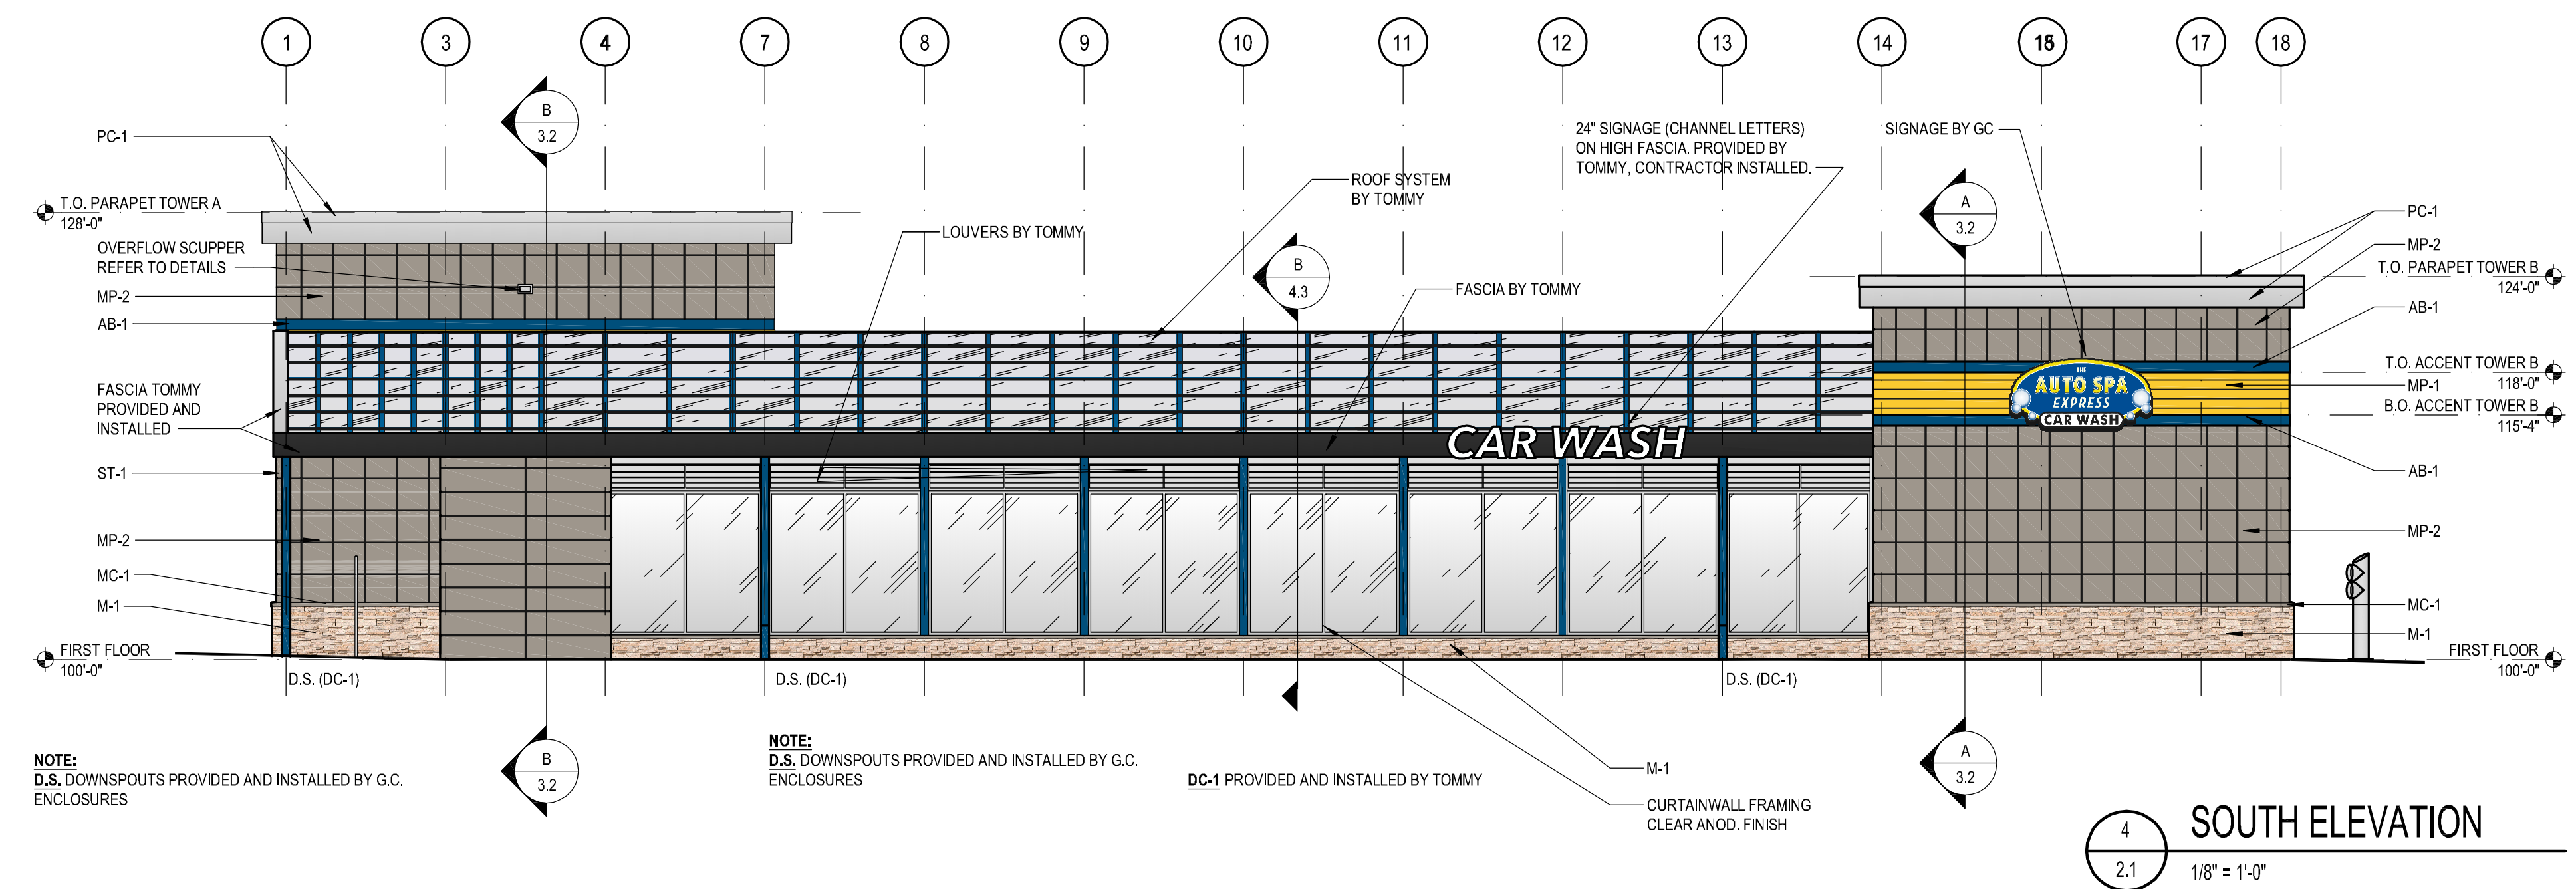 1
3
4
7
8
9
10
11
12
13
14
17
18
B
3.2
PC-1
24" SIGNAGE (CHANNEL LETTERS)
ON HIGH FASCIA. PROVIDED BY
TOMMY, CONTRACTOR INSTALLED.
SIGNAGE BY GC
ROOF SYSTEM
BY TOMMY
T.O. PARAPET TOWER A
128'-0"
A
3.2
PC-1
OVERFLOW SCUPPER
REFER TO DETAILS
LOUVERS BY TOMMY
MP-2
B
4.3
FASCIA BY TOMMY
T.O. PARAPET TOWER B
124'-0"
MP-2
AB-1
AB-1
FASCIA TOMMY
PROVIDED AND
INSTALLED
T.O. ACCENT TOWER B
118'-0"
MP-1
B.O. ACCENT TOWER B
115'-4"
THE
AUTO SPA
EXPRESS
CAR WASH
CAR WASH
ST-1
AB-1
MP-2
MP-2
MC-1
M-1
MC-1
M-1
FIRST FLOOR
100'-0"
FIRST FLOOR
100'-0"
D.S. (DC-1)
D.S. (DC-1)
D.S. (DC-1)
NOTE:
D.S. DOWNSPOUTS PROVIDED AND INSTALLED BY G.C.
ENCLOSURES
B
3.2
NOTE:
D.S. DOWNSPOUTS PROVIDED AND INSTALLED BY G.C.
ENCLOSURES
DC-1 PROVIDED AND INSTALLED BY TOMMY
M-1
CURTAINWALL FRAMING
CLEAR ANOD. FINISH
A
3.2
4
2.1
SOUTH ELEVATION
1/8" = 1'-0"